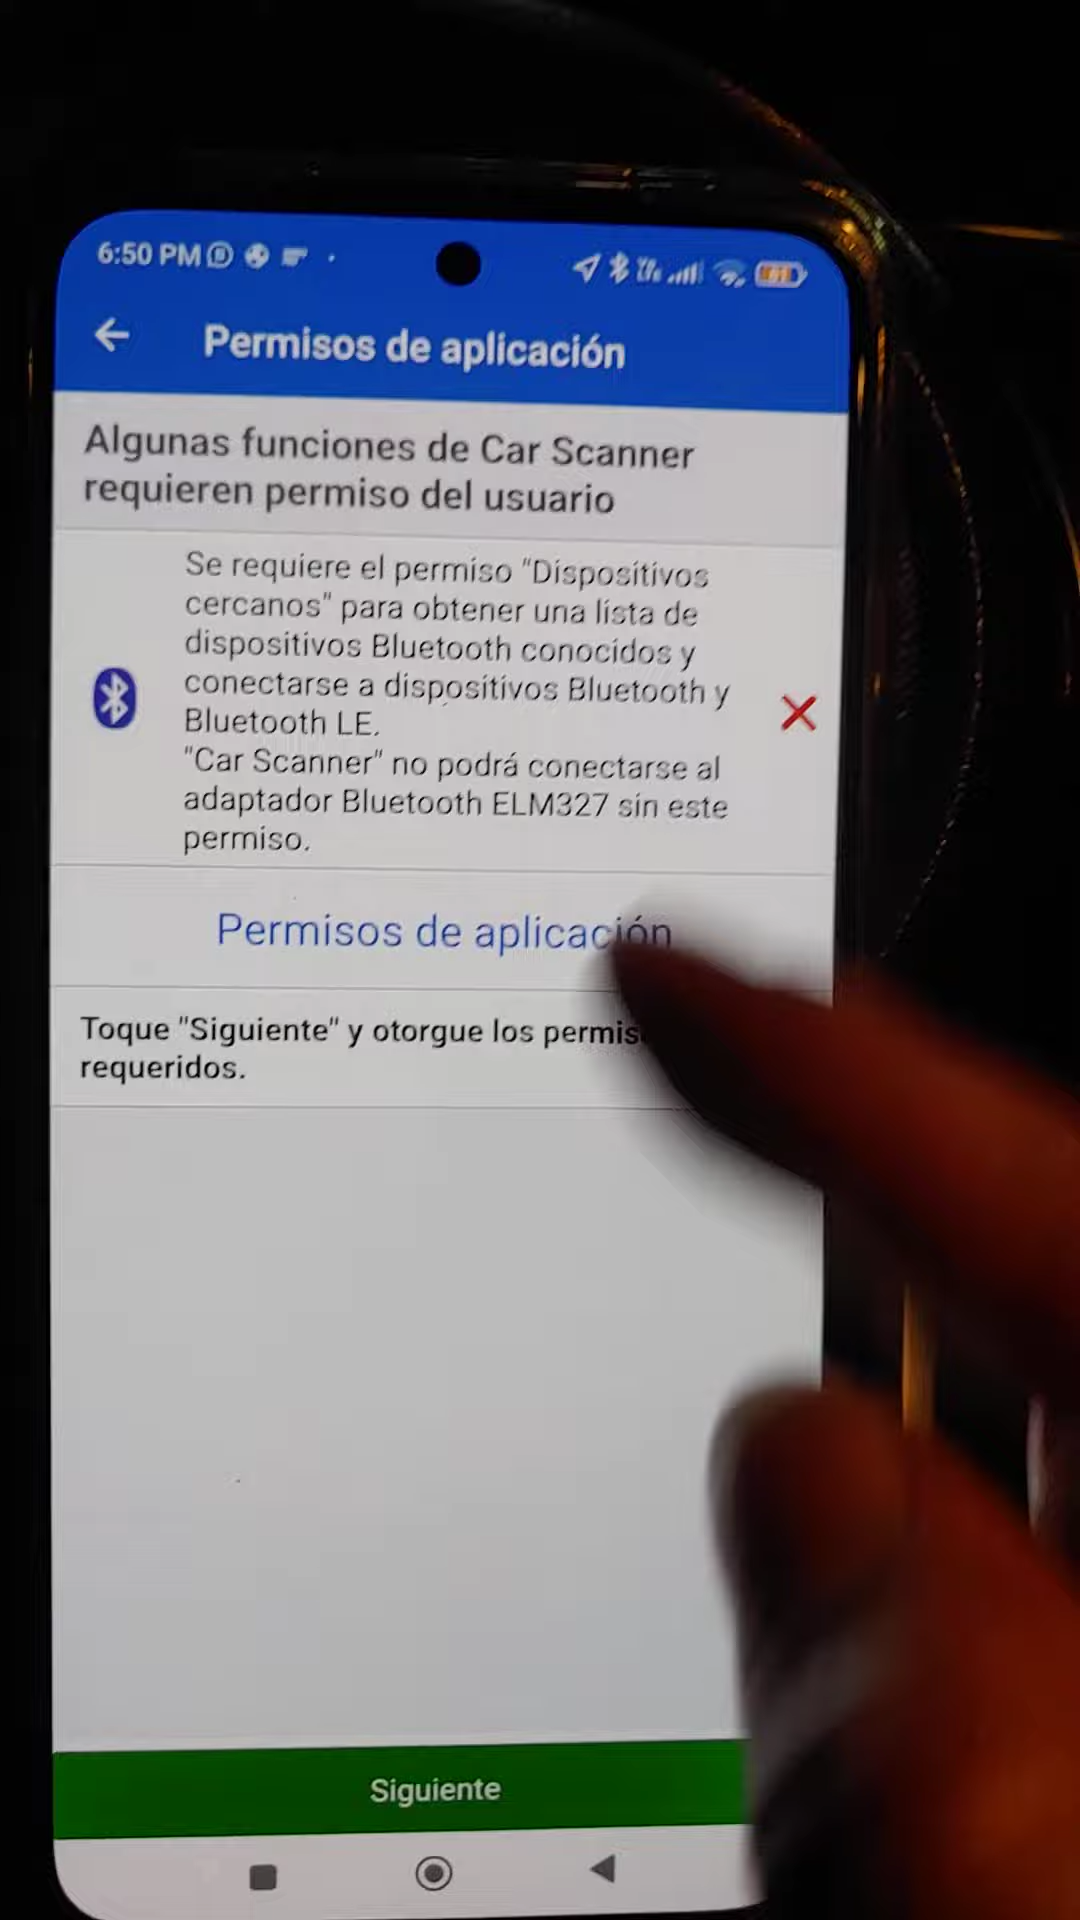 6:50 PM
Permisos de aplicación
Algunas funciones de Car Scanner
requieren permiso del usuario
Se requiere el permiso "Dispositivos
cercanos" para obtener una lista de
dispositivos Bluetooth conocidos y
conectarse a dispositivos Bluetooth y
Bluetooth LE.
"Car Scanner" no podrá conectarse al
adaptador Bluetooth ELM327 sin este
permiso.
Permisos de aplicación
Toque "Siguiente" y otorgue los
requeridos.
Siguiente